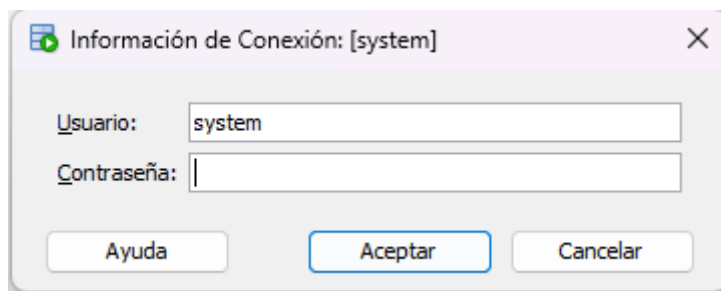 Información de Conexión: [system]
Usuario: system
Contraseña:
Ayuda Aceptar Cancelar